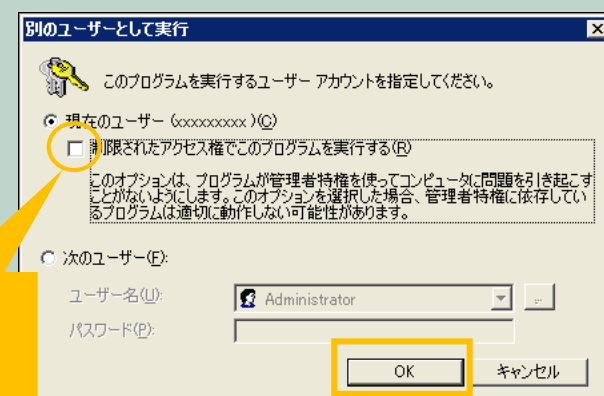 別のユーザーとして実行
このプログラムを実行するユーザー アカウントを指定してください。
現在のユーザー (xxxxxxxxx )(C)
制限されたアクセス権でこのプログラムを実行する(R)
このオプションは、プログラムが管理者特権を使ってコンピュータに問題を引き起こす
ことがないようにします。このオプションを選択した場合、管理者特権に依存してい
るプログラムは適切に動作しない可能性があります。
次のユーザー(E):
ユーザー名(U):
Administrator
...
パスワード(P):
OK
キャンセル